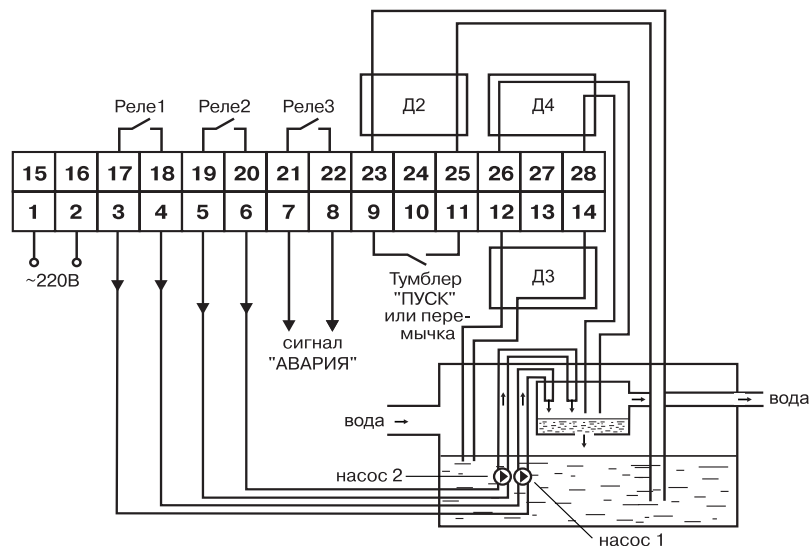 Д2
Д4
Реле1
Реле2
Реле3
15 16 17 18 19 20 21 22 23 24 25 26 27 28
1 2 3 4 5 6 7 8 9 10 11 12 13 14
~220В
Тумблер
"ПУСК"
или пере-
мычка
Д3
сигнал
"АВАРИЯ"
вода
вода
насос 2
насос 1